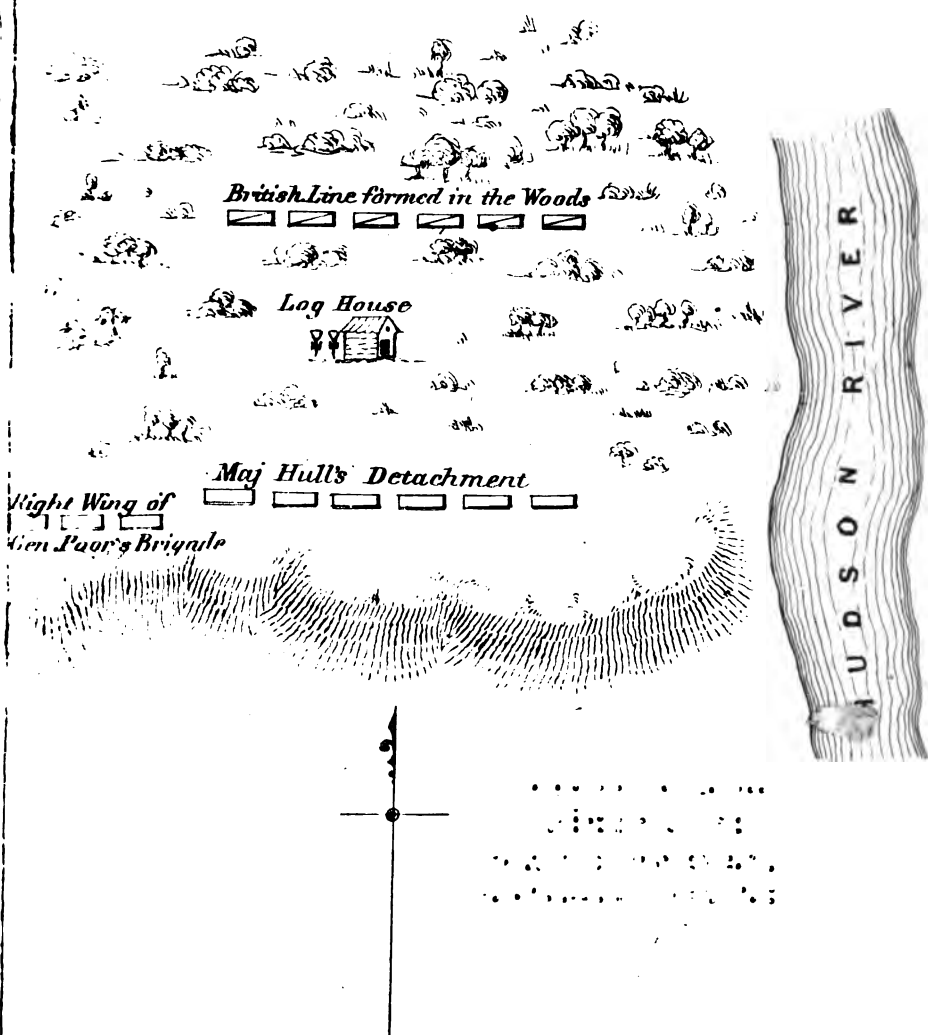 British Line formed in the Woods
Log House
Maj Hull's Detachment
Right Wing of
Gen Poor's Brigade
HUDSON RIVER